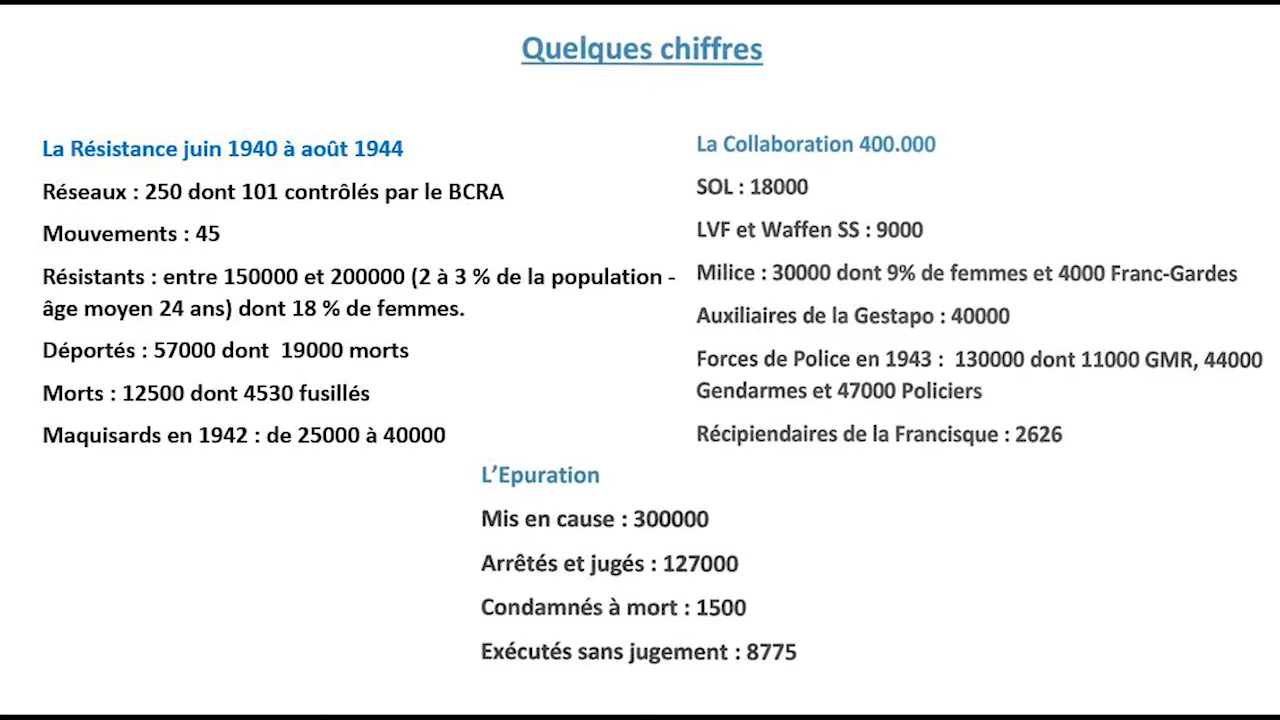 Quelques chiffres
La Résistance juin 1940 à août 1944
Réseaux : 250 dont 101 contrôlés par le BCRA
Mouvements : 45
Résistants : entre 150000 et 200000 (2 à 3 % de la population -
âge moyen 24 ans) dont 18 % de femmes.
Déportés : 57000 dont 19000 morts
Morts : 12500 dont 4530 fusillés
Maquisards en 1942 : de 25000 à 40000
La Collaboration 400.000
SOL : 18000
LVF et Waffen SS : 9000
Milice : 30000 dont 9% de femmes et 4000 Franc-Gardes
Auxiliaires de la Gestapo : 40000
Forces de Police en 1943 : 130000 dont 11000 GMR, 44000
Gendarmes et 47000 Policiers
Récipiendaires de la Francisque : 2626
L’Epuration
Mis en cause : 300000
Arrêtés et jugés : 127000
Condamnés à mort : 1500
Exécutés sans jugement : 8775